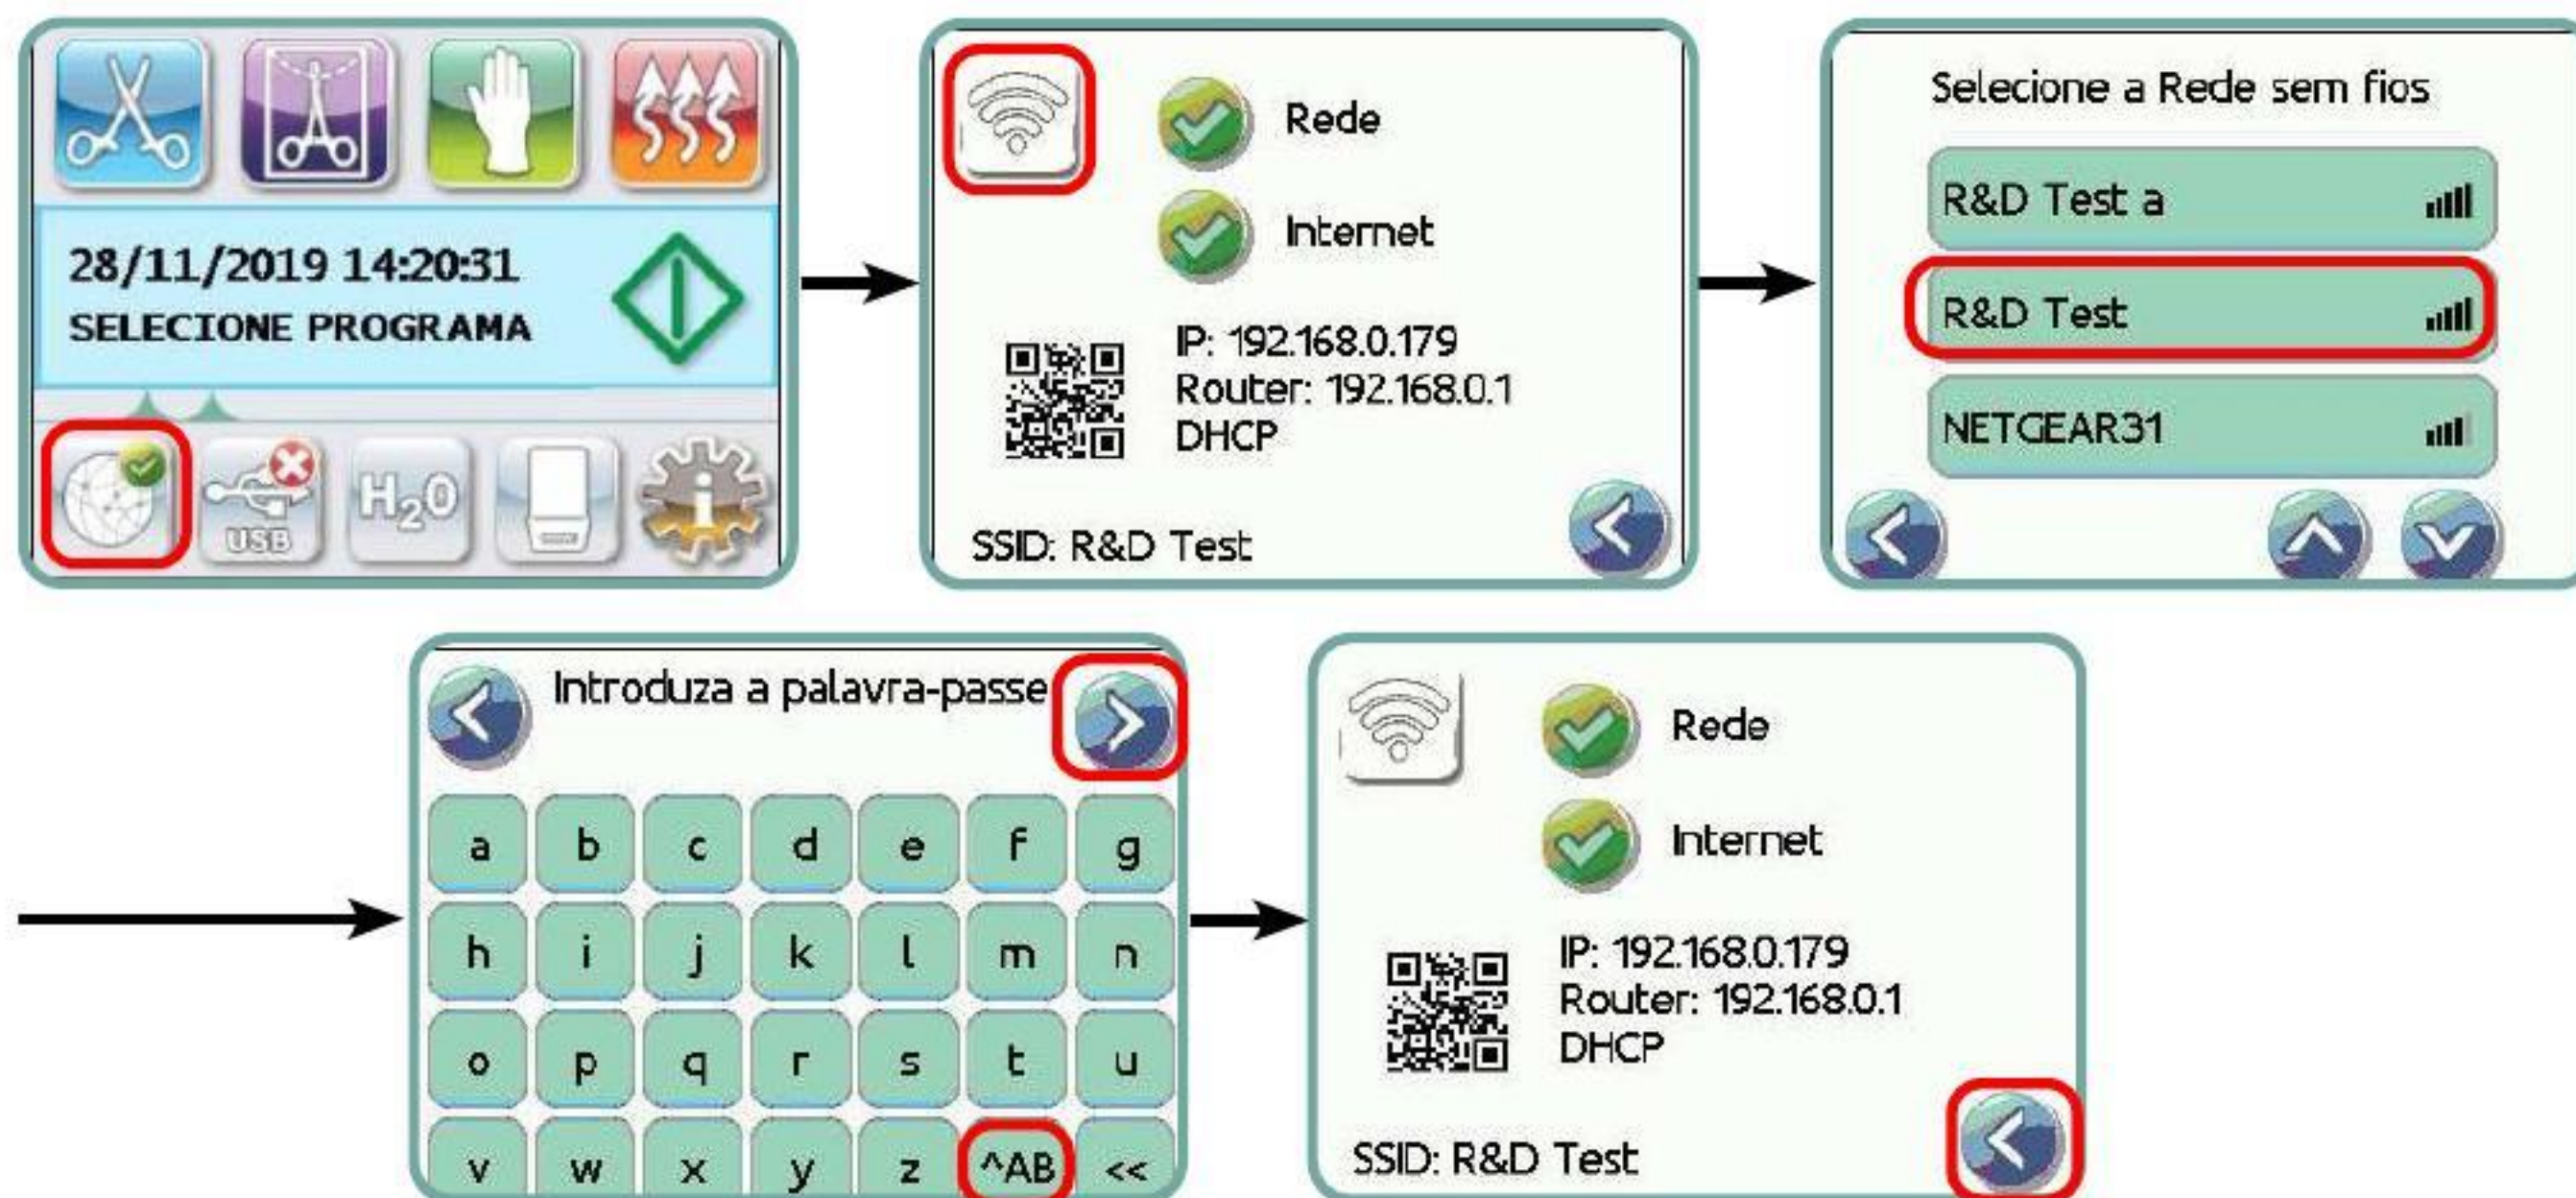 28/11/2019 14:20:31
SELECIONE PROGRAMA
USB
H₂O
i
Rede
Internet
IP: 192.168.0.179
Router: 192.168.0.1
DHCP
SSID: R&D Test
Selecione a Rede sem fios
R&D Test a
R&D Test
NETGEAR31
Introduza a palavra-passe
a b c d e f g
h i j k l m n
o p q r s t u
v w x y z ^AB <<
Rede
Internet
IP: 192.168.0.179
Router: 192.168.0.1
DHCP
SSID: R&D Test